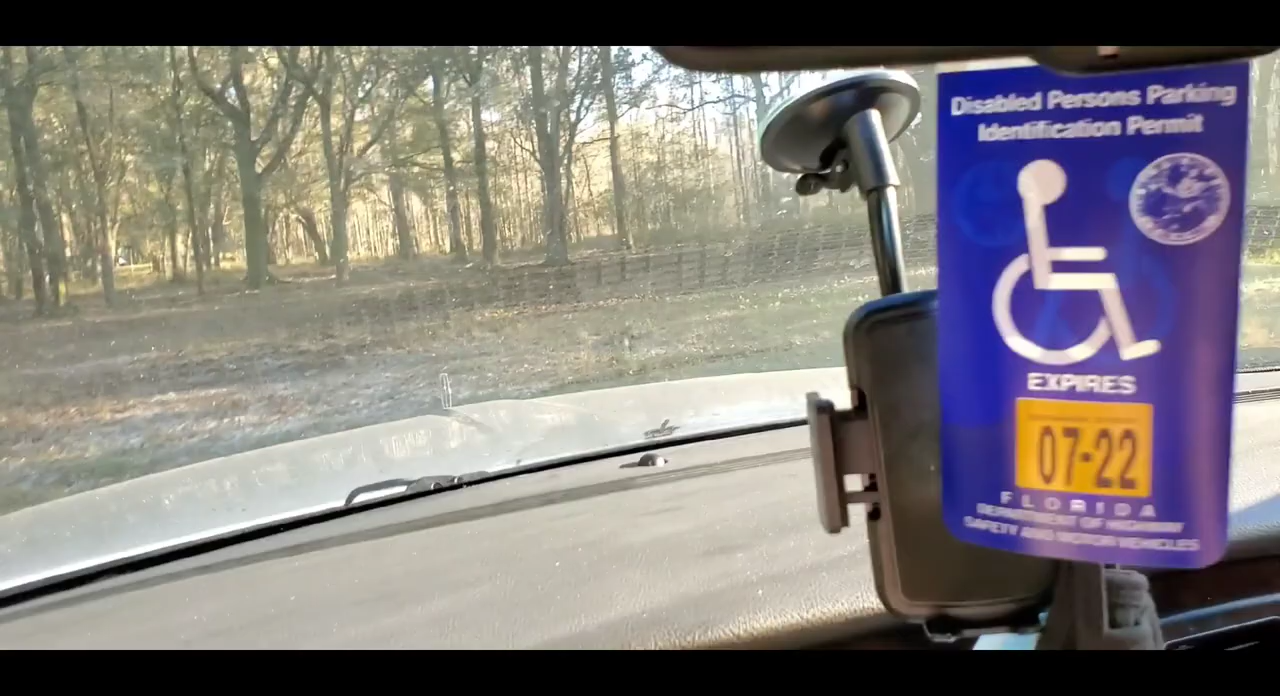 Disabled Persons Parking
Identification Permit
EXPIRES
07-22
FLORIDA
DEPARTMENT OF HIGHWAY
SAFETY AND MOTOR VEHICLES